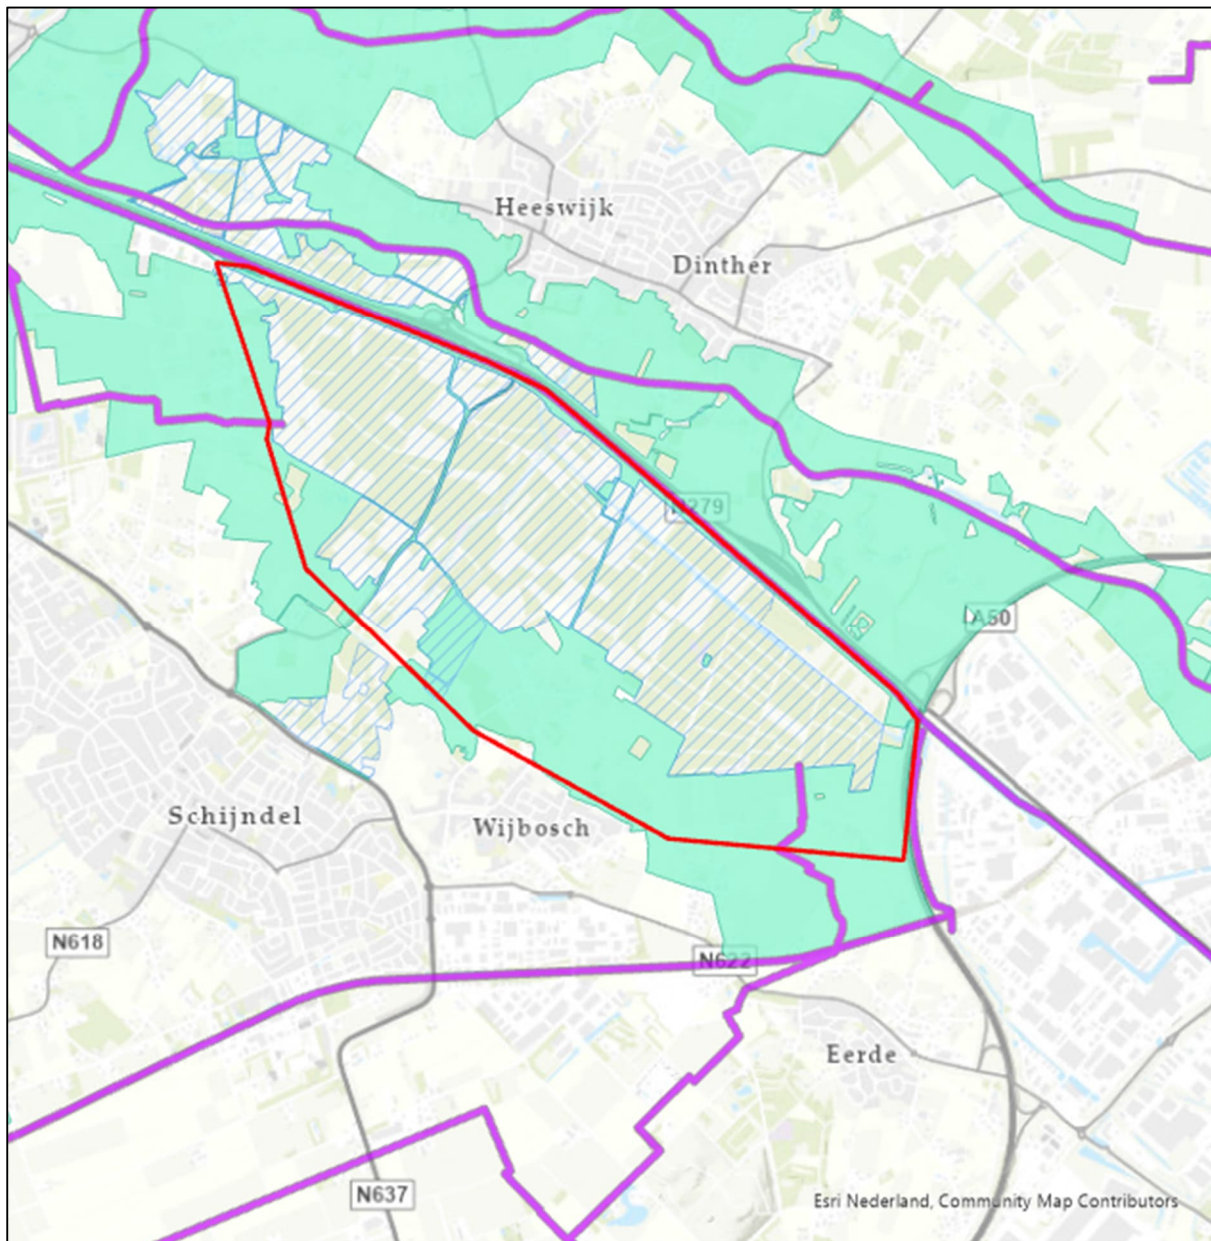 Heeswijk
Dinther
N279
A50
Schijndel
Wijbosch
N618
N622
Eerde
N637
Esri Nederland, Community Map Contributors